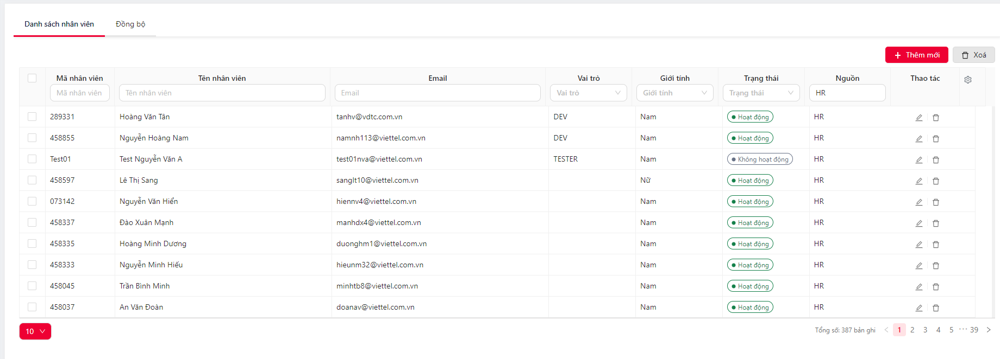 Danh sách nhân viên Đồng bộ
Thêm mới Xoá
Mã nhân viên Tên nhân viên Email Vai trò Giới tính Trạng thái Nguồn Thao tác
Mã nhân viên Tên nhân viên Email Vai trò Giới tính Trạng thái HR
289331 Hoàng Văn Tân tanhv@vdtc.com.vn DEV Nam Hoạt động HR
458855 Nguyễn Hoàng Nam namnh113@viettel.com.vn DEV Nam Hoạt động HR
Test01 Test Nguyễn Văn A test01nva@viettel.com.vn TESTER Nam Không hoạt động HR
458597 Lê Thị Sang sanglt10@viettel.com.vn Nữ Hoạt động HR
073142 Nguyễn Văn Hiển hiennv4@viettel.com.vn Nam Hoạt động HR
458337 Đào Xuân Mạnh manhdx4@viettel.com.vn Nam Hoạt động HR
458335 Hoàng Minh Dương duonghm1@viettel.com.vn Nam Hoạt động HR
458333 Nguyễn Minh Hiếu hieunm32@viettel.com.vn Nam Hoạt động HR
458045 Trần Bình Minh minhtb8@viettel.com.vn Nam Hoạt động HR
458037 An Văn Đoàn doanav@viettel.com.vn Nam Hoạt động HR
10 Tổng số: 387 bản ghi < 1 2 3 4 5 ··· 39 >